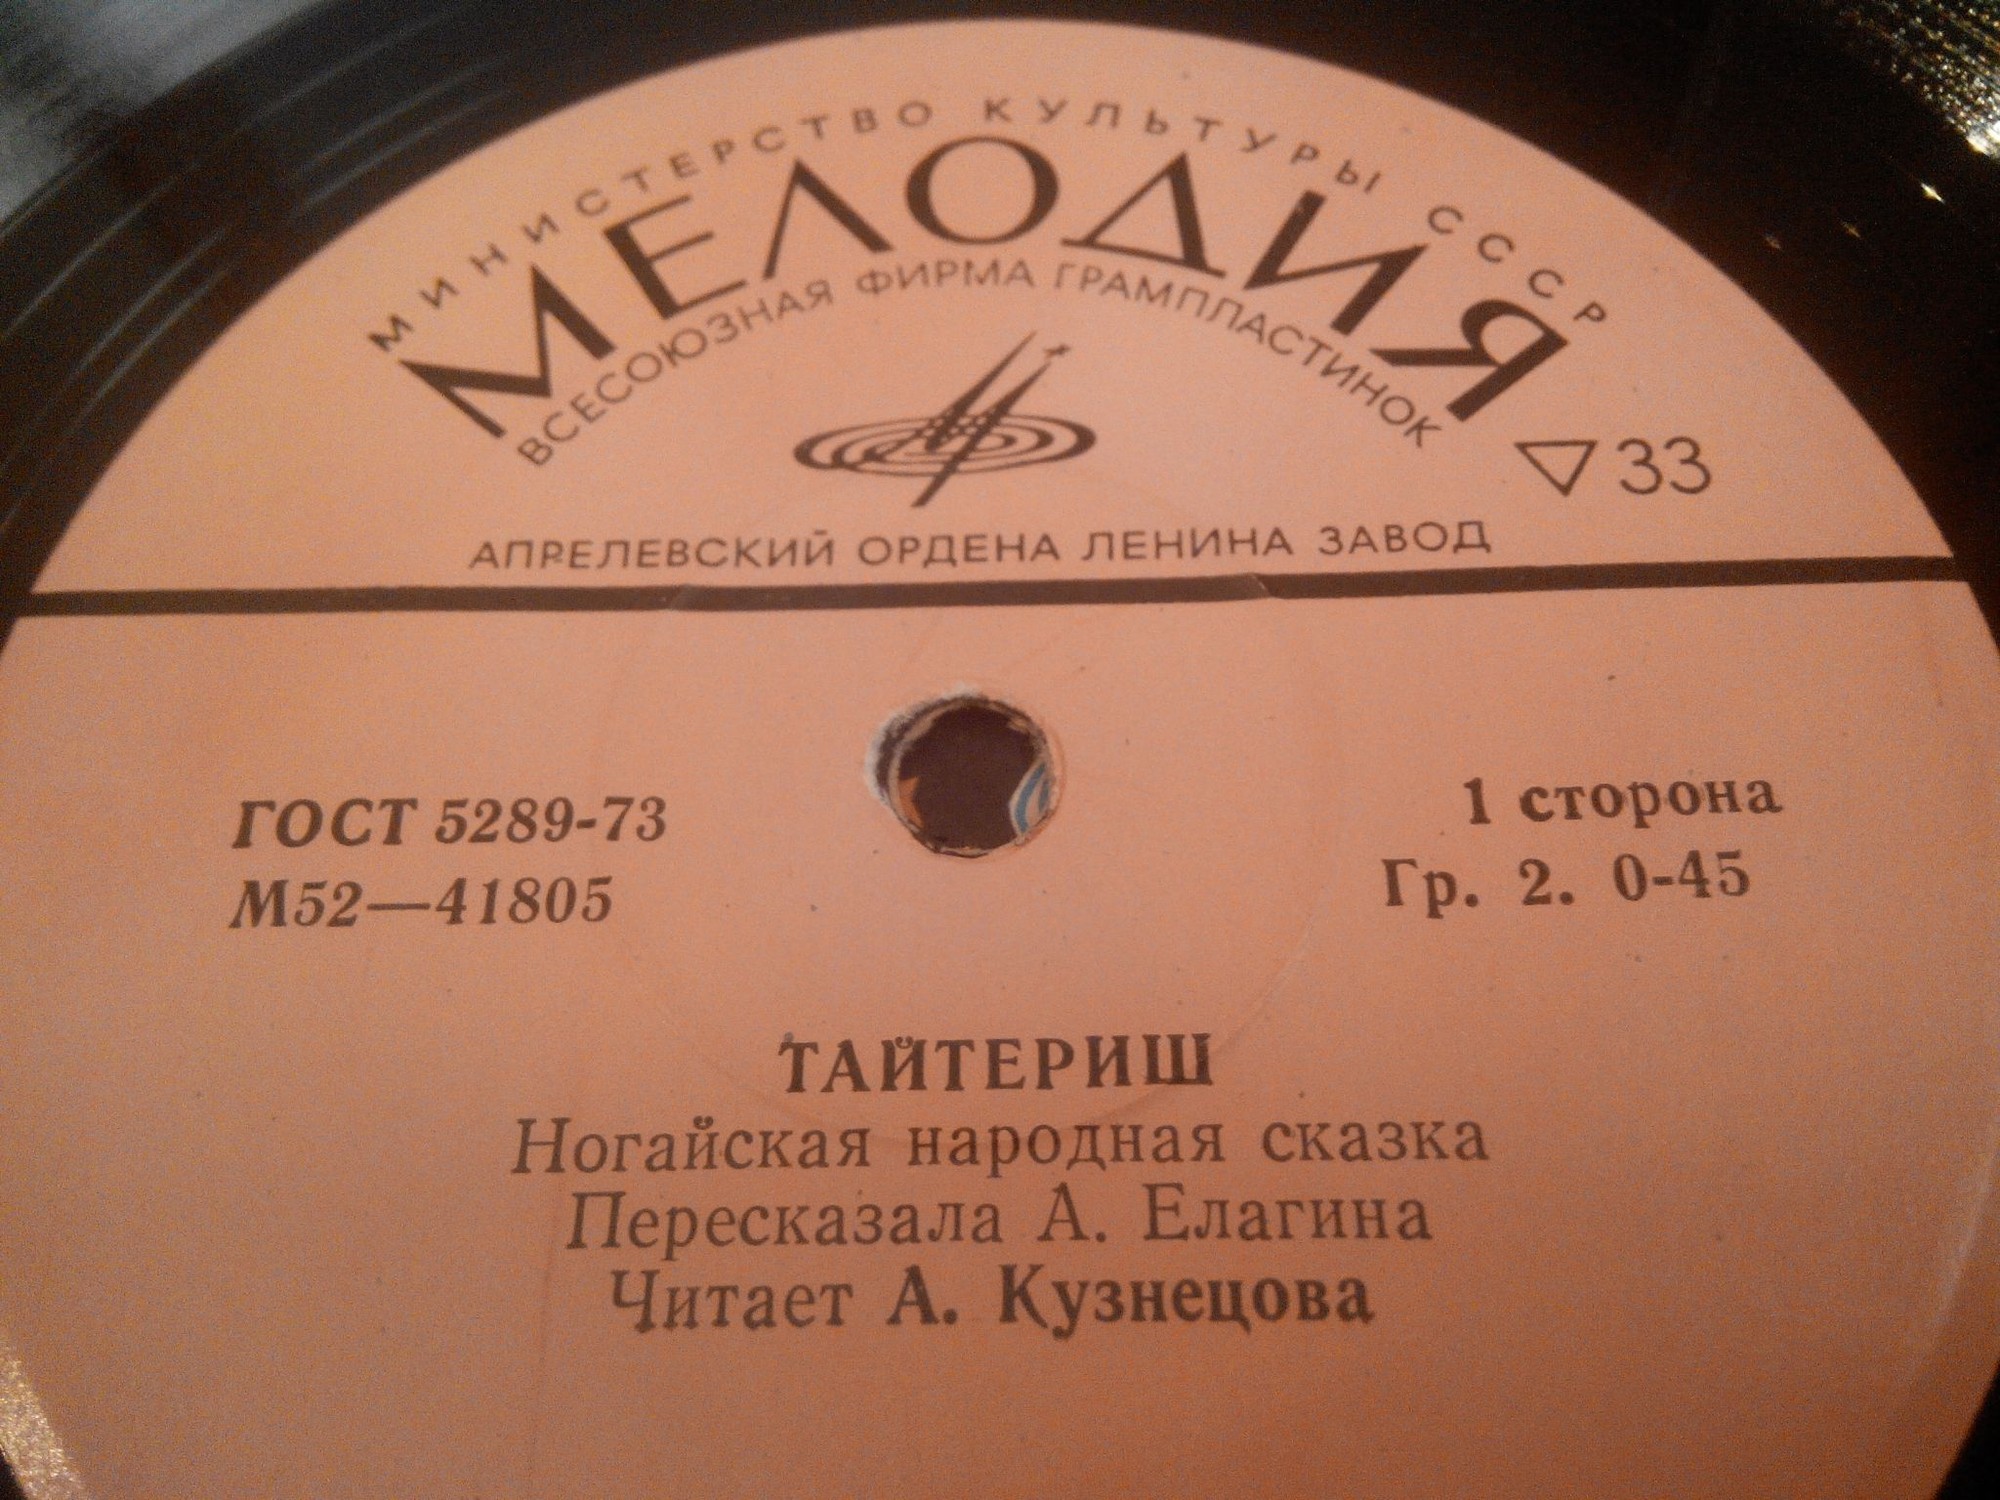 МИНИСТЕРСТВО КУЛЬТУРЫ СССР
МЕЛОДИЯ
ВСЕСОЮЗНАЯ ФИРМА ГРАМПЛАСТИНОК
33
АПРЕЛЕВСКИЙ ОРДЕНА ЛЕНИНА ЗАВОД
ГОСТ 5289-73
М52—41805
1 сторона
Гр. 2. 0-45
ТАЙТЕРИШ
Ногайская народная сказка
Пересказала А. Елагина
Читает А. Кузнецова